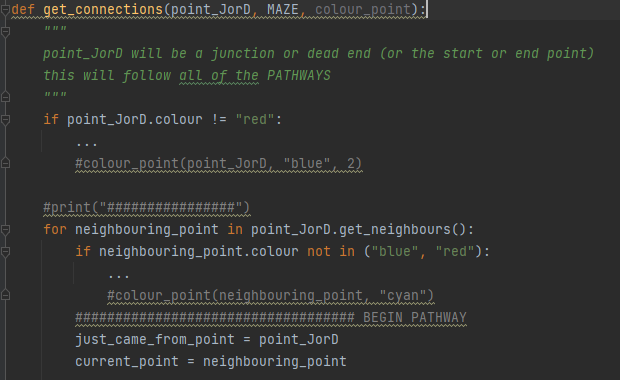 def get_connections(point_JorD, MAZE, colour_point):
    """
    point_JorD will be a junction or dead end (or the start or end point)
    this will follow all of the PATHWAYS
    """
    if point_JorD.colour != "red":
        ...
        #colour_point(point_JorD, "blue", 2)
    #print("################")
    for neighbouring_point in point_JorD.get_neighbours():
        if neighbouring_point.colour not in ("blue", "red"):
            ...
            #colour_point(neighbouring_point, "cyan")
        ################################### BEGIN PATHWAY
        just_came_from_point = point_JorD
        current_point = neighbouring_point